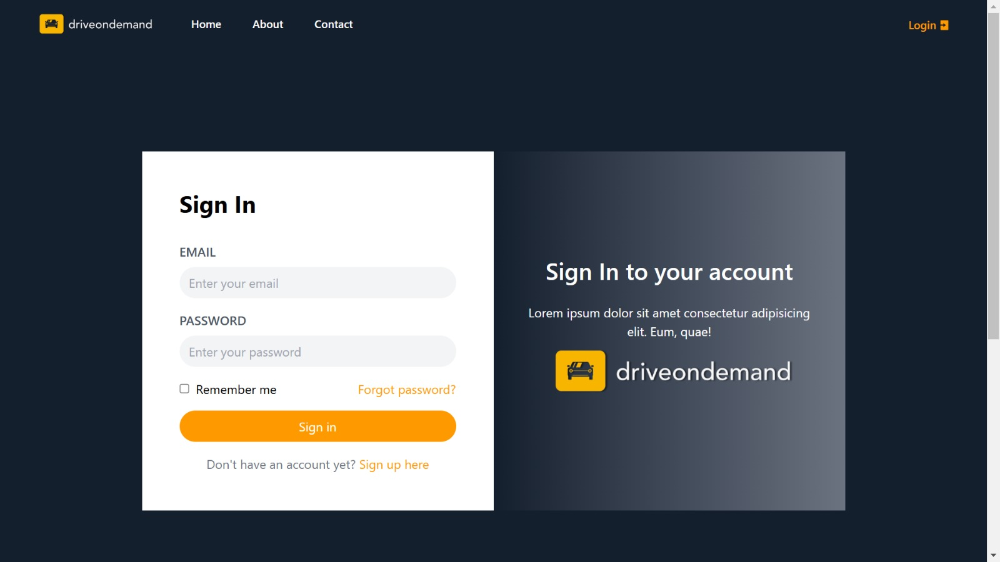 driveondemand
Home
About
Contact
Login
Sign In
EMAIL
Enter your email
PASSWORD
Enter your password
Remember me
Forgot password?
Sign in
Don't have an account yet? Sign up here
Sign In to your account
Lorem ipsum dolor sit amet consectetur adipisicing
elit. Eum, quae!
driveondemand